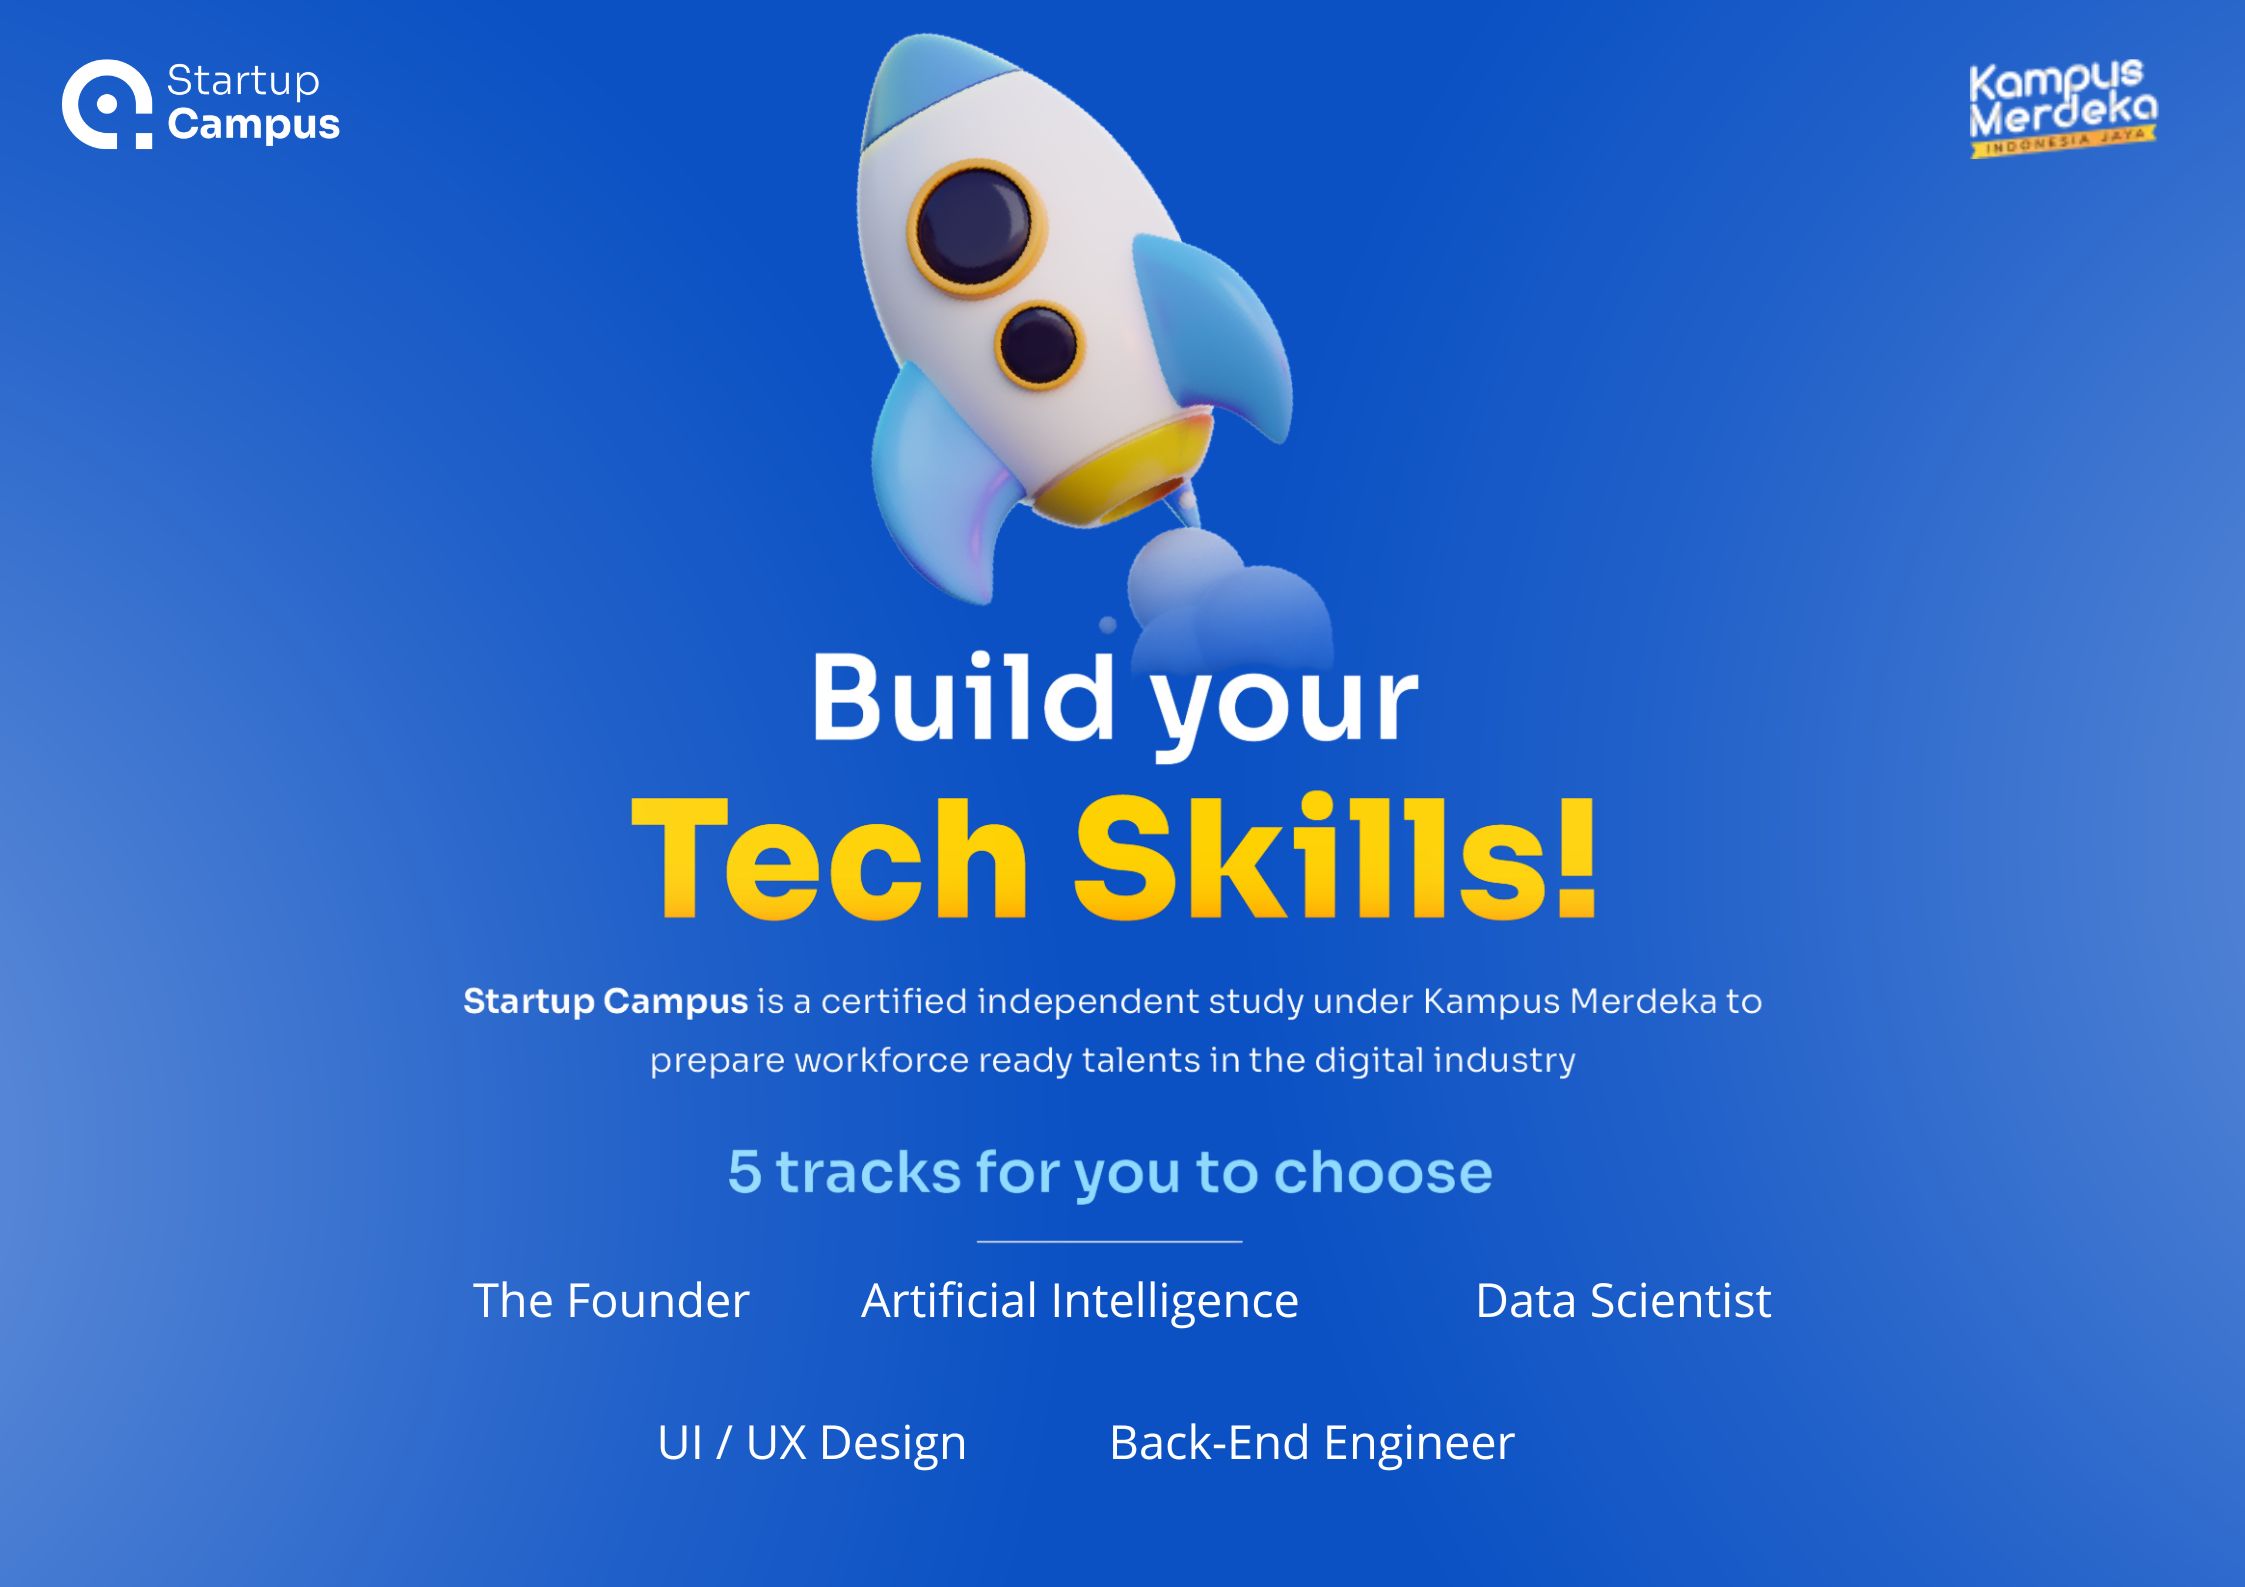 Startup
Campus
Kampus
Merdeka
INDONESIA JAYA
Build your
Tech Skills!
Startup Campus is a certified independent study under Kampus Merdeka to
prepare workforce ready talents in the digital industry
5 tracks for you to choose
The Founder
Artificial Intelligence
Data Scientist
UI / UX Design
Back-End Engineer